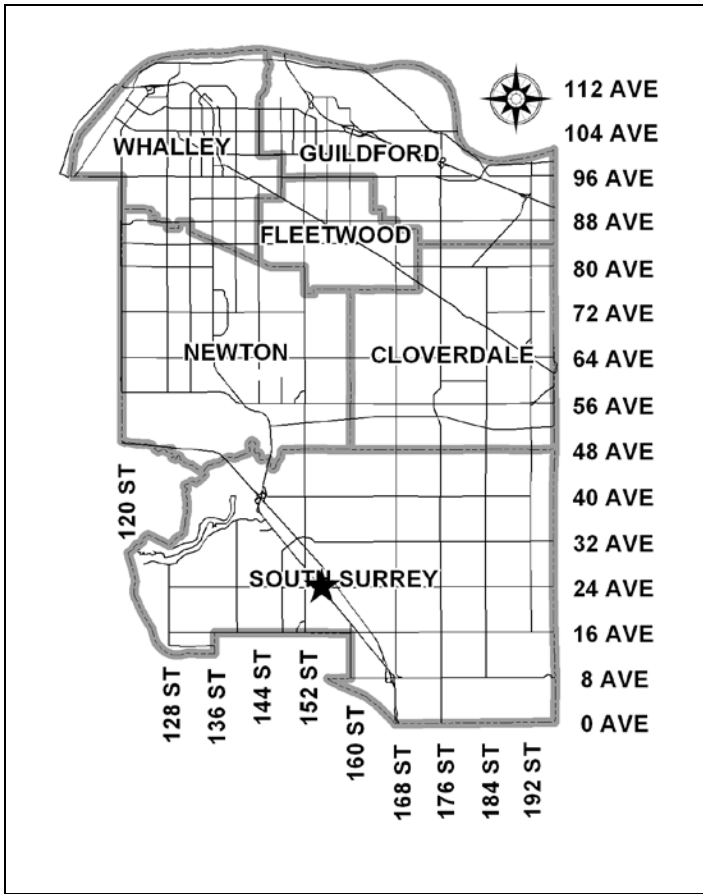 112 AVE
104 AVE
WHALLEY
GUILDFORD
96 AVE
88 AVE
FLEETWOOD
80 AVE
72 AVE
NEWTON
CLOVERDALE
64 AVE
56 AVE
48 AVE
120 ST
40 AVE
32 AVE
SOUTH SURREY
24 AVE
16 AVE
128 ST
136 ST
144 ST
152 ST
8 AVE
160 ST
0 AVE
168 ST
176 ST
184 ST
192 ST